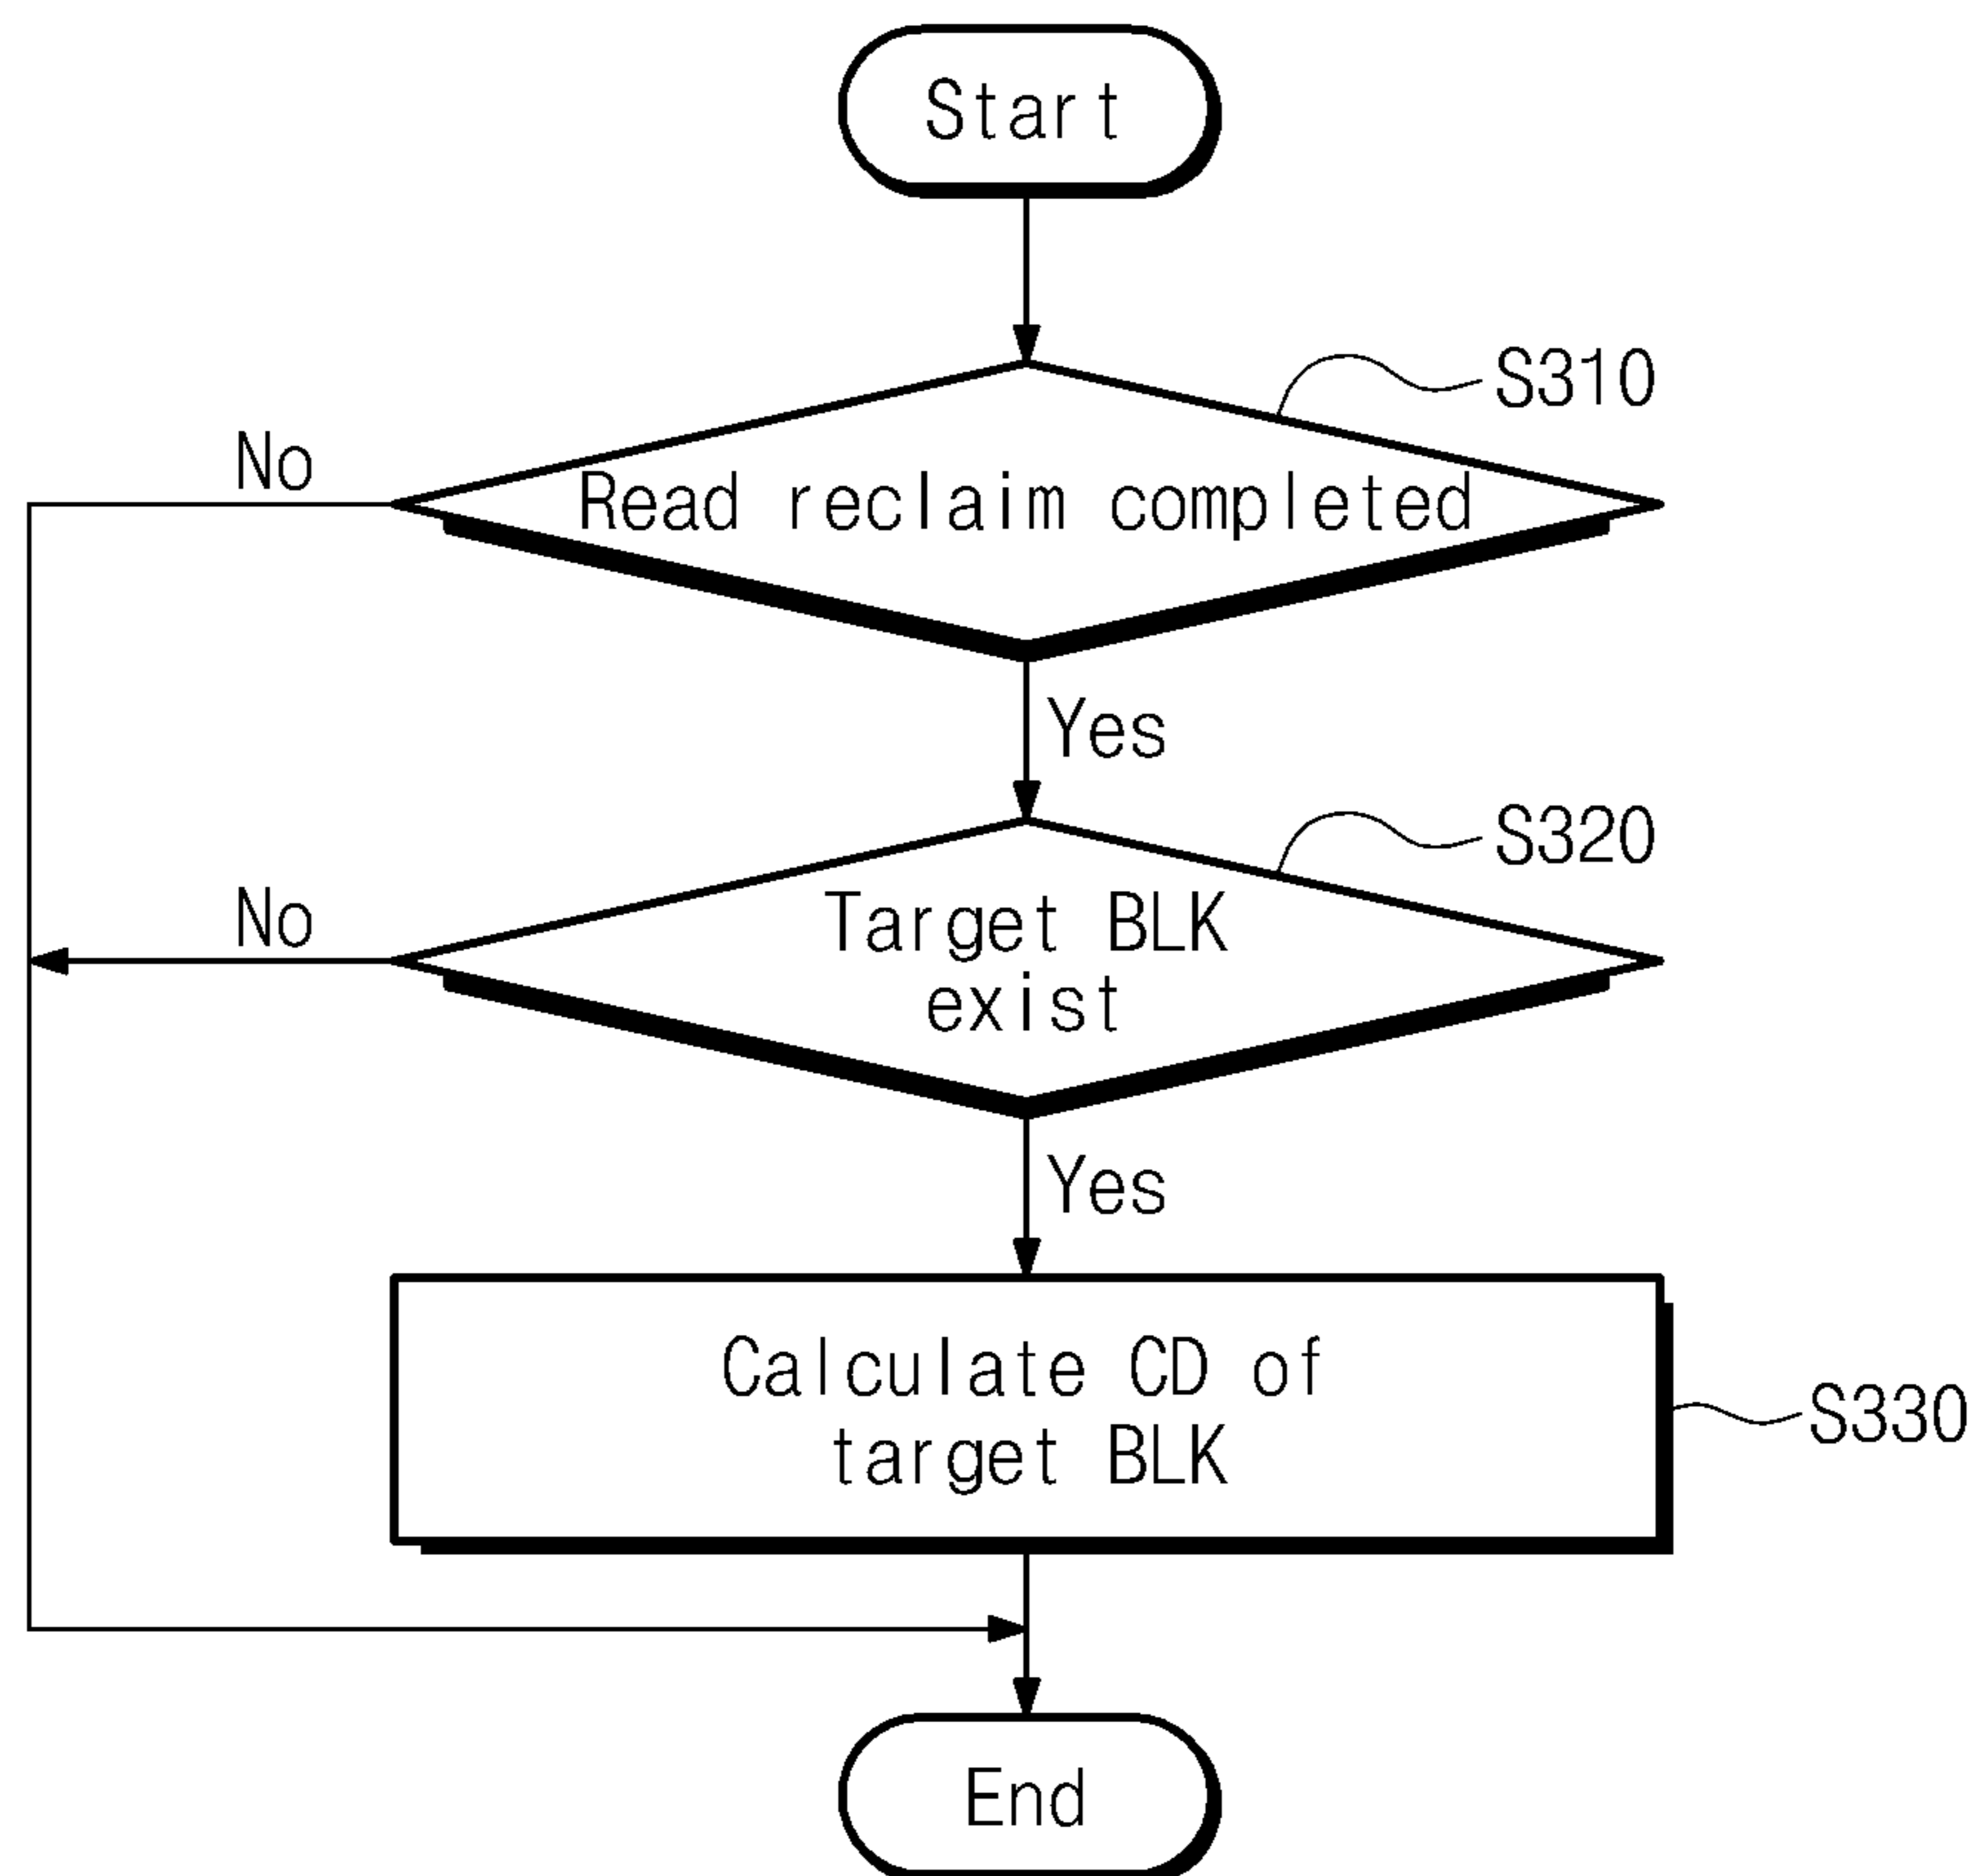 Start
S310
No
Read reclaim completed
Yes
S320
No
Target BLK
exist
Yes
Calculate CD of
target BLK
S330
End